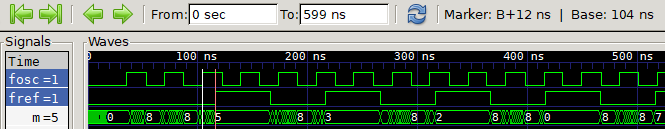 From: 0 sec To: 599 ns Marker: B+12 ns | Base: 104 ns
Signals Waves
Time 0 100 ns 200 ns 300 ns 400 ns 500 ns
fosc=1
fref=1
m=5 0 8 8 5 8 3 8 2 8 8 0 8 8 7